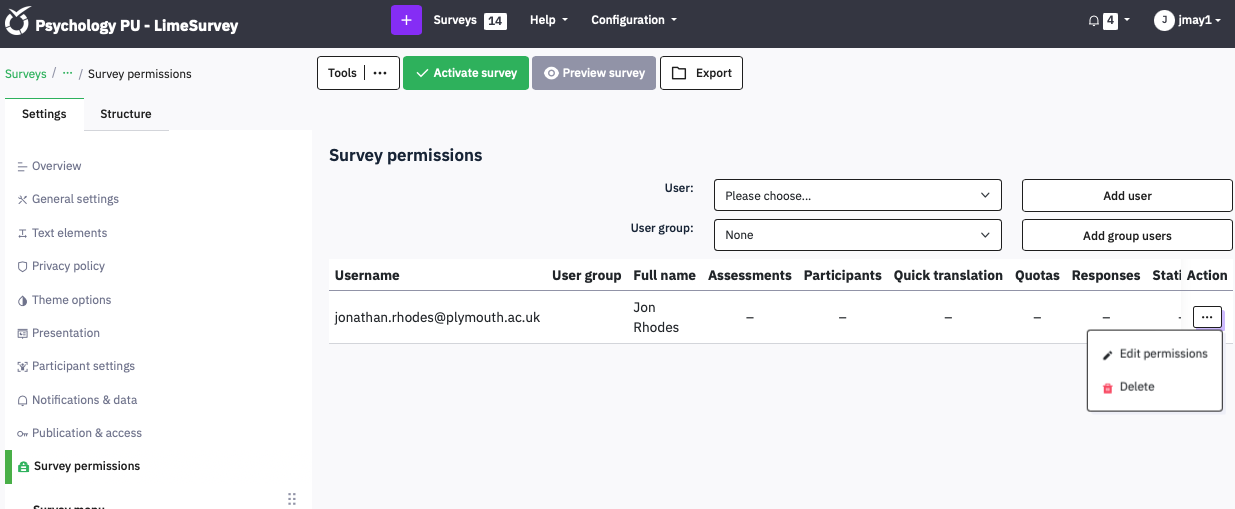 Psychology PU - LimeSurvey
+ Surveys 14 Help Configuration 4 J jmay1
Surveys / ··· / Survey permissions
Tools ··· Activate survey Preview survey Export
Settings Structure
Overview
General settings
Text elements
Privacy policy
Theme options
Presentation
Participant settings
Notifications & data
Publication & access
Survey permissions
Survey menu
Survey permissions
User: Please choose... Add user
User group: None Add group users
Username User group Full name Assessments Participants Quick translation Quotas Responses Stati Action
jonathan.rhodes@plymouth.ac.uk Jon – – – – – - ···
Rhodes
Edit permissions
Delete